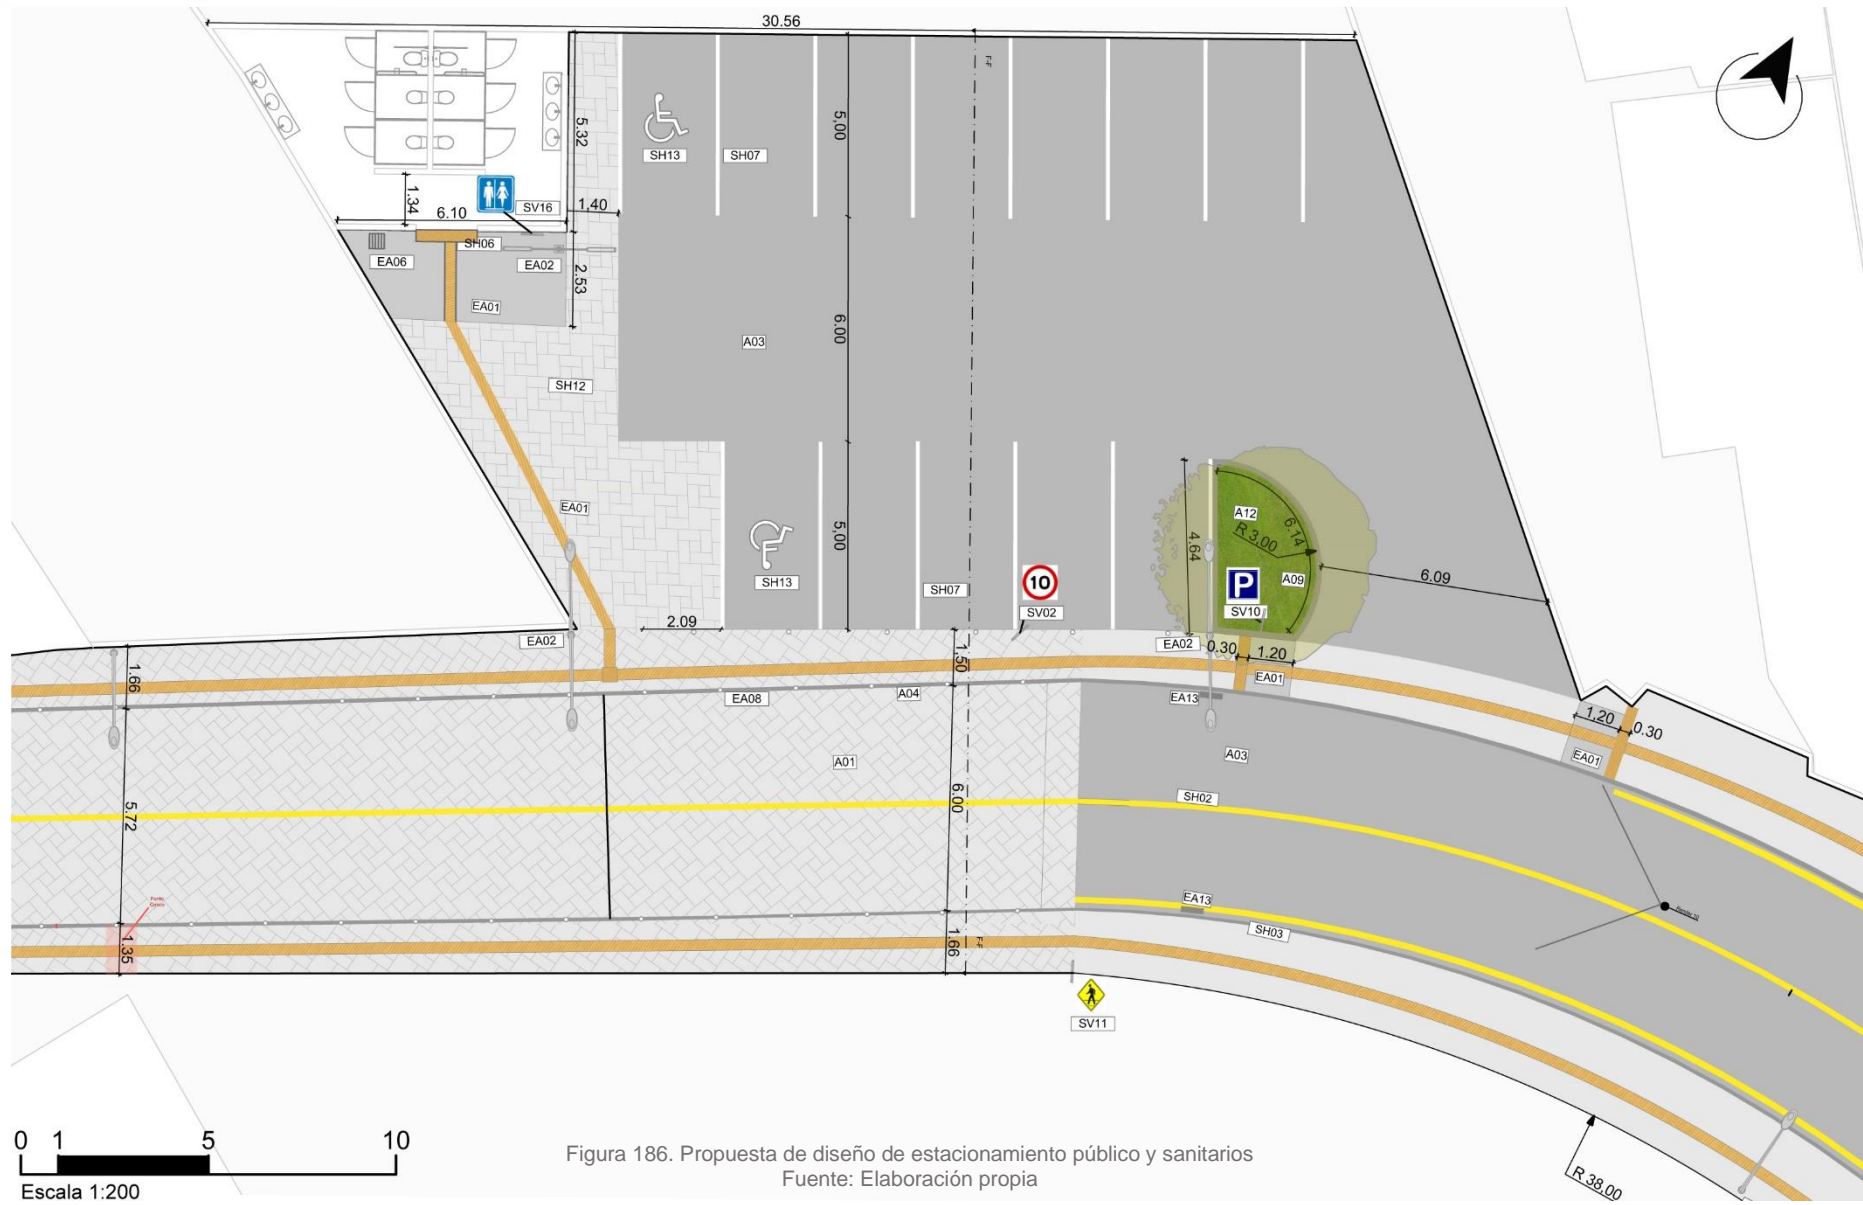 30.56
F-F
5.32
5,00
SH13
SH07
1.34
6.10
SV16
1,40
SH06
EA06
EA02
2.53
EA01
A03
6.00
SH12
EA01
5,00
SH13
SH07
10
SV02
A12
6.14
R 3,00
4.64
A09
P
SV10
6.09
2.09
EA02
1,50
EA02
0.30
1.20
EA01
1.66
EA08
A04
EA13
1,20
0.30
EA01
A01
A03
SH02
5.72
6.00
EA13
SH03
1.35
1.66
F-F
SV11
0 1 5 10
Escala 1:200
R 38,00
Figura 186. Propuesta de diseño de estacionamiento público y sanitarios
Fuente: Elaboración propia